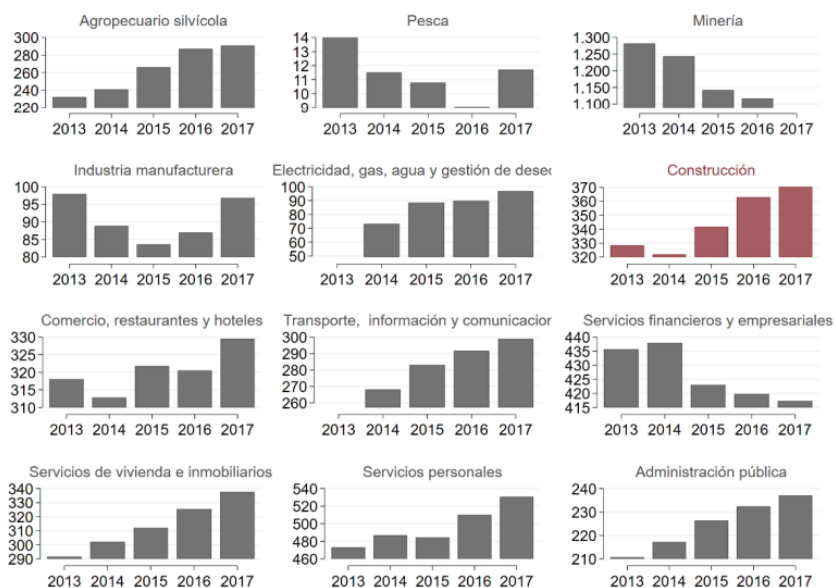 Agropecuario silvícola
300
280
260
240
220
2013 2014 2015 2016 2017
Pesca
14
13
12
11
10
9
2013 2014 2015 2016 2017
Minería
1.300
1.250
1.200
1.150
1.100
2013 2014 2015 2016 2017
Industria manufacturera
100
95
90
85
80
2013 2014 2015 2016 2017
Electricidad, gas, agua y gestión de desec
100
90
80
70
60
50
2013 2014 2015 2016 2017
Construcción
370
360
350
340
330
320
2013 2014 2015 2016 2017
Comercio, restaurantes y hoteles
330
325
320
315
310
2013 2014 2015 2016 2017
Transporte, información y comunicacior
300
290
280
270
260
2013 2014 2015 2016 2017
Servicios financieros y empresariales
440
435
430
425
420
415
2013 2014 2015 2016 2017
Servicios de vivienda e inmobiliarios
340
330
320
310
300
290
2013 2014 2015 2016 2017
Servicios personales
540
520
500
480
460
2013 2014 2015 2016 2017
Administración pública
240
230
220
210
2013 2014 2015 2016 2017